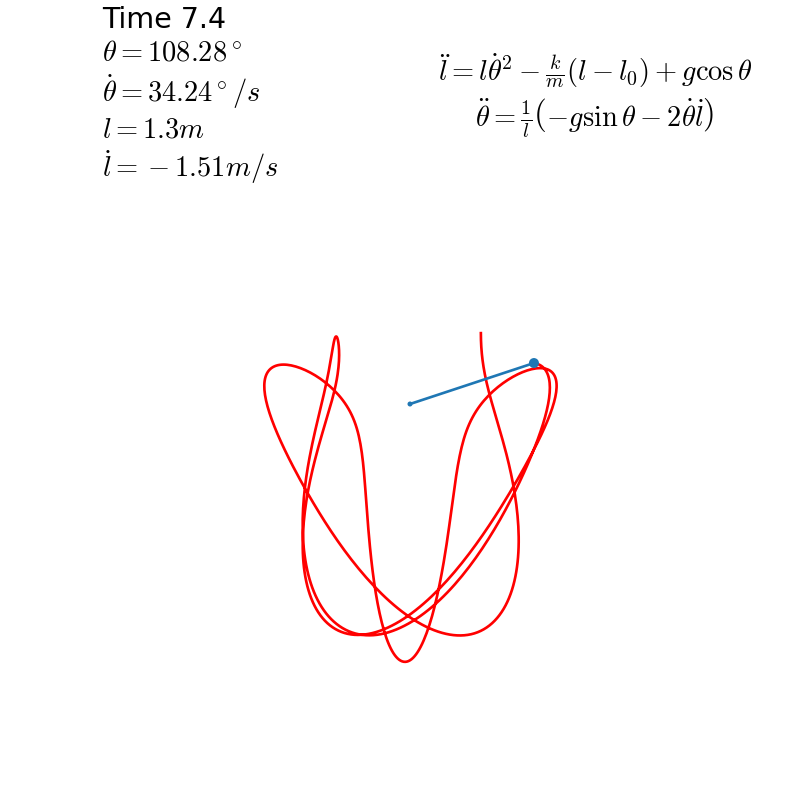 Time 7.4
θ = 108.28°
θ̇ = 34.24°/s
l = 1.3m
l̇ = −1.51m/s
l̈ = lθ̇² − k/m(l − l₀) + g cos θ
θ̈ = 1/l(−g sin θ − 2θ̇l̇)